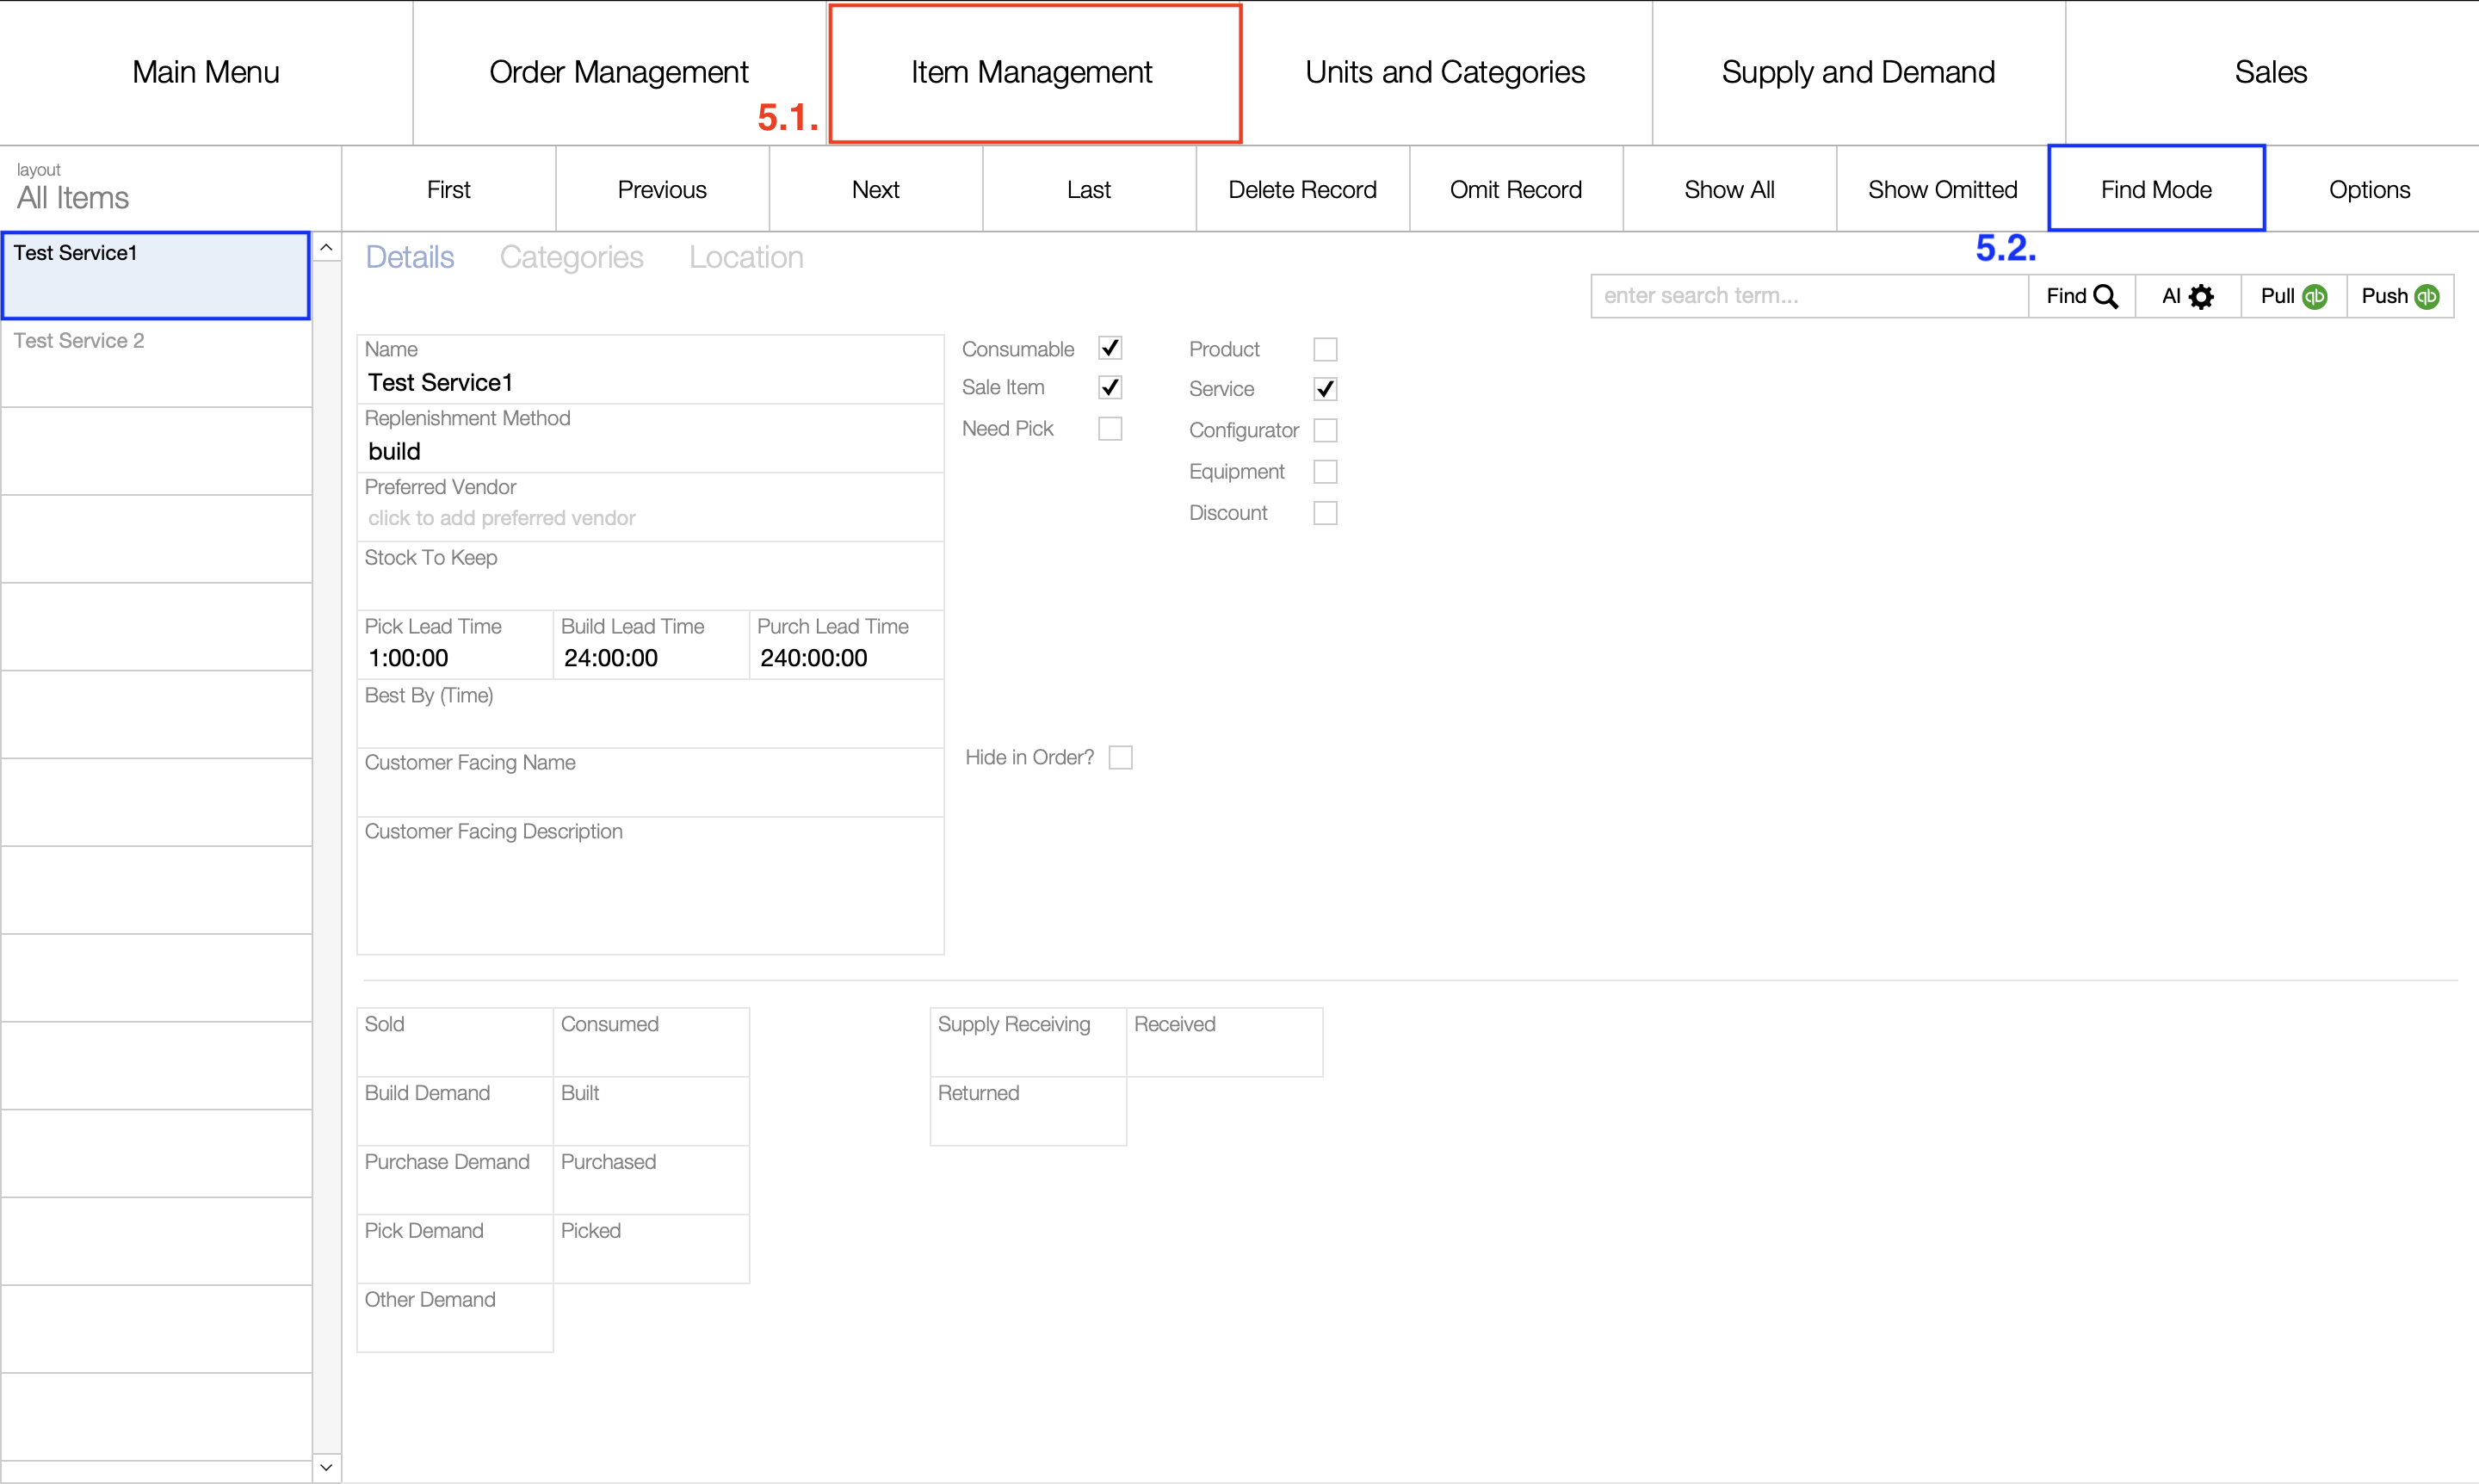 Main Menu
Order Management
Item Management
Units and Categories
Supply and Demand
Sales
5.1.
layout
All Items
First
Previous
Next
Last
Delete Record
Omit Record
Show All
Show Omitted
Find Mode
Options
5.2.
Test Service1
Test Service 2
Details
Categories
Location
enter search term...
Find
AI
Pull qb
Push qb
Name
Test Service1
Replenishment Method
build
Preferred Vendor
click to add preferred vendor
Stock To Keep
Pick Lead Time
1:00:00
Build Lead Time
24:00:00
Purch Lead Time
240:00:00
Best By (Time)
Customer Facing Name
Customer Facing Description
Consumable
Sale Item
Need Pick
Product
Service
Configurator
Equipment
Discount
Hide in Order?
Sold
Consumed
Build Demand
Built
Purchase Demand
Purchased
Pick Demand
Picked
Other Demand
Supply Receiving
Received
Returned